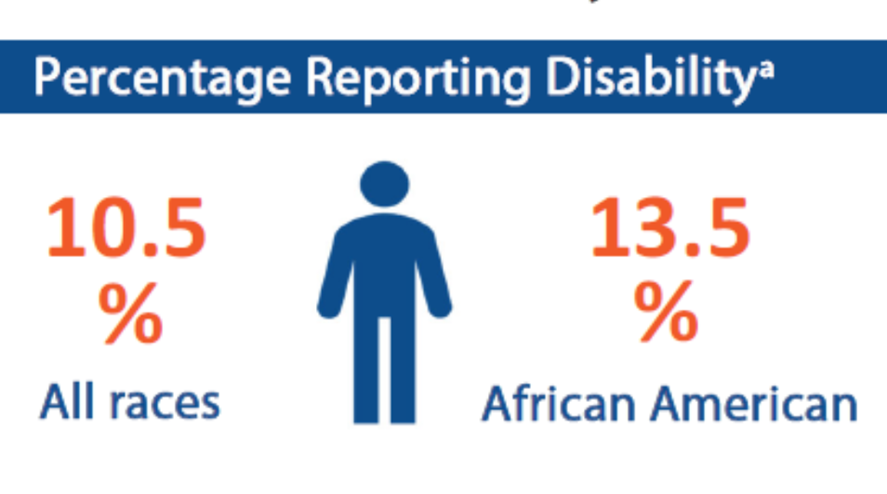 Percentage Reporting Disabilityª
10.5
%
All races
13.5
%
African American